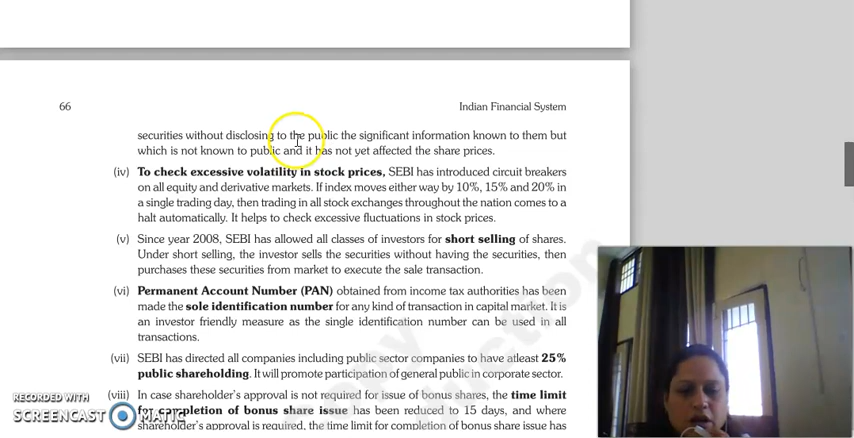 66
Indian Financial System
securities without disclosing to the public the significant information known to them but
which is not known to public and it has not yet affected the share prices.
(iv) To check excessive volatility in stock prices, SEBI has introduced circuit breakers
on all equity and derivative markets. If index moves either way by 10%, 15% and 20% in
a single trading day, then trading in all stock exchanges throughout the nation comes to a
halt automatically. It helps to check excessive fluctuations in stock prices.
(v) Since year 2008, SEBI has allowed all classes of investors for short selling of shares.
Under short selling, the investor sells the securities without having the securities, then
purchases these securities from market to execute the sale transaction.
(vi) Permanent Account Number (PAN) obtained from income tax authorities has been
made the sole identification number for any kind of transaction in capital market. It is
an investor friendly measure as the single identification number can be used in all
transactions.
(vii) SEBI has directed all companies including public sector companies to have atleast 25%
public shareholding. It will promote participation of general public in corporate sector.
(viii) In case shareholder's approval is not required for issue of bonus shares, the time limit
for completion of bonus share issue has been reduced to 15 days, and where
shareholder's approval is required, the time limit for completion of bonus share issue has
RECORDED WITH
SCREENCAST MATIC